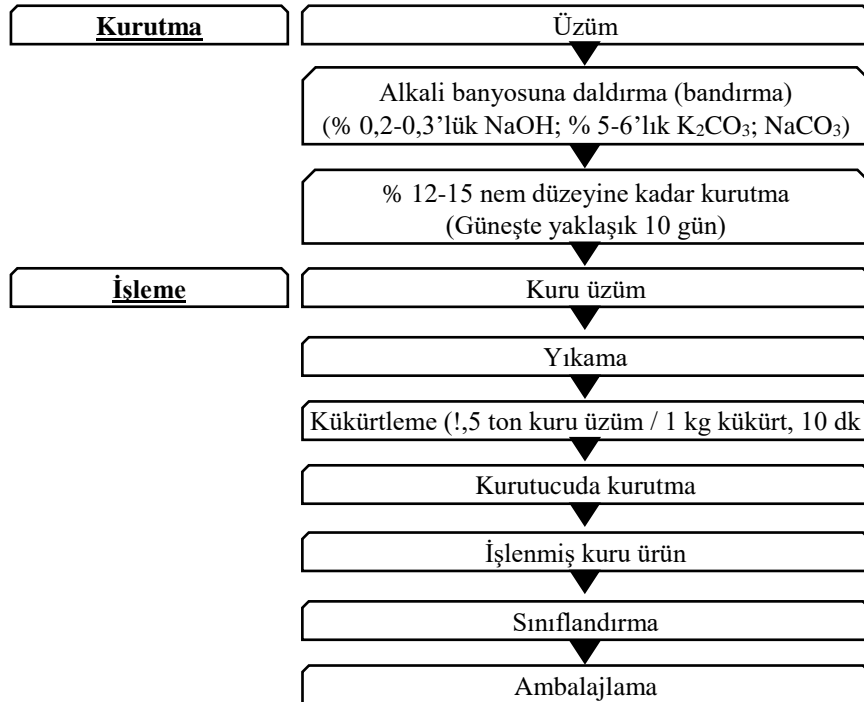 Kurutma
Üzüm
Alkali banyosuna daldırma (bandırma)
(% 0,2-0,3’lük NaOH; % 5-6’lık K₂CO₃; NaCO₃)
% 12-15 nem düzeyine kadar kurutma
(Güneşte yaklaşık 10 gün)
İşleme
Kuru üzüm
Yıkama
Kükürtleme (!,5 ton kuru üzüm / 1 kg kükürt, 10 dk
Kurutucuda kurutma
İşlenmiş kuru ürün
Sınıflandırma
Ambalajlama